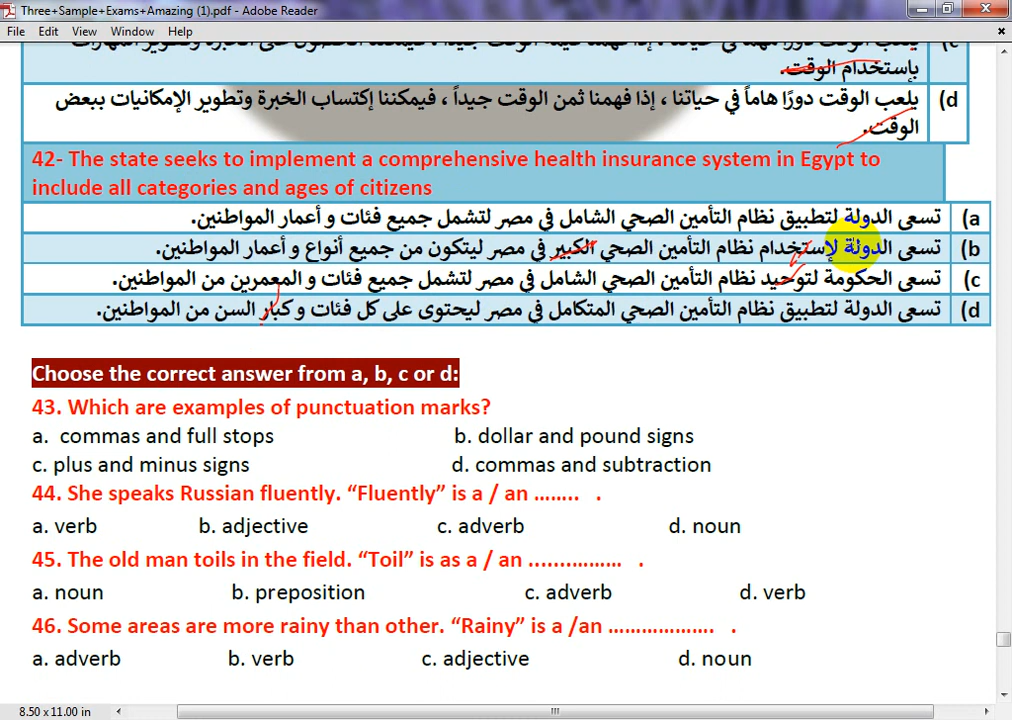 Three+Sample+Exams+Amazing (1).pdf - Adobe Reader
File Edit View Window Help
بإستخدام الوقت.
d) يلعب الوقت دورًا هاماً في حياتنا ، إذا فهمنا ثمن الوقت جيداً ، فيمكننا إكتساب الخبرة وتطوير الإمكانيات ببعض
الوقت.
42- The state seeks to implement a comprehensive health insurance system in Egypt to
include all categories and ages of citizens
a) تسعى الدولة لتطبيق نظام التأمين الصحي الشامل في مصر لتشمل جميع فئات و أعمار المواطنين.
b) تسعى الدولة لإستخدام نظام التأمين الصحي الكبير في مصر ليتكون من جميع أنواع و أعمار المواطنين.
c) تسعى الحكومة لتوحيد نظام التأمين الصحي الشامل في مصر لتشمل جميع فئات و المعمرين من المواطنين.
d) تسعى الدولة لتطبيق نظام التأمين الصحي المتكامل في مصر ليحتوى على كل فئات و كبار السن من المواطنين.
Choose the correct answer from a, b, c or d:
43. Which are examples of punctuation marks?
a. commas and full stops b. dollar and pound signs
c. plus and minus signs d. commas and subtraction
44. She speaks Russian fluently. “Fluently” is a / an …….. .
a. verb b. adjective c. adverb d. noun
45. The old man toils in the field. “Toil” is as a / an .......……… .
a. noun b. preposition c. adverb d. verb
46. Some areas are more rainy than other. “Rainy” is a /an ………………. .
a. adverb b. verb c. adjective d. noun
8.50 x 11.00 in